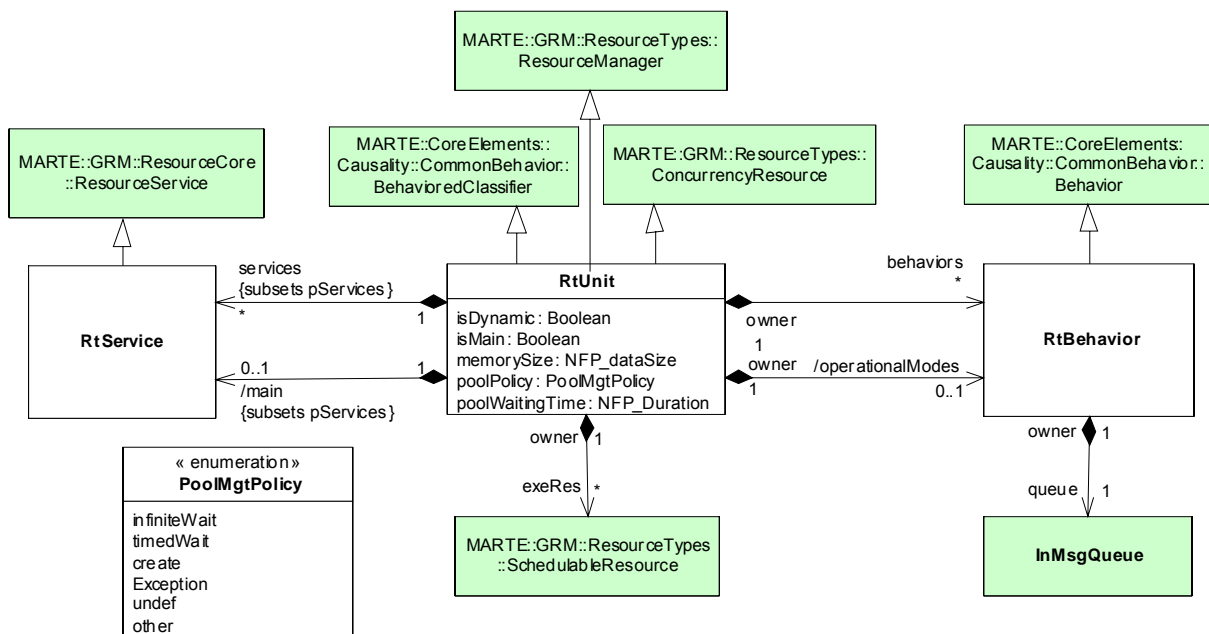 MARTE::GRM::ResourceTypes::
ResourceManager
MARTE::GRM::ResourceCore
::ResourceService
MARTE::CoreElements::
Causality::CommonBehavior::
BehavioredClassifier
MARTE::GRM::ResourceTypes::
ConcurrencyResource
MARTE::CoreElements::
Causality::CommonBehavior::
Behavior
RtService
services
{subsets pServices}
*
1
0..1
1
/main
{subsets pServices}
RtUnit
isDynamic: Boolean
isMain: Boolean
memorySize: NFP_dataSize
poolPolicy: PoolMgtPolicy
poolWaitingTime: NFP_Duration
behaviors
*
owner
1
owner
/operationalModes
1
0..1
RtBehavior
owner
1
exeRes
*
owner
1
queue
1
« enumeration»
PoolMgtPolicy
infiniteWait
timedWait
create
Exception
undef
other
MARTE::GRM::ResourceTypes
::SchedulableResource
InMsgQueue